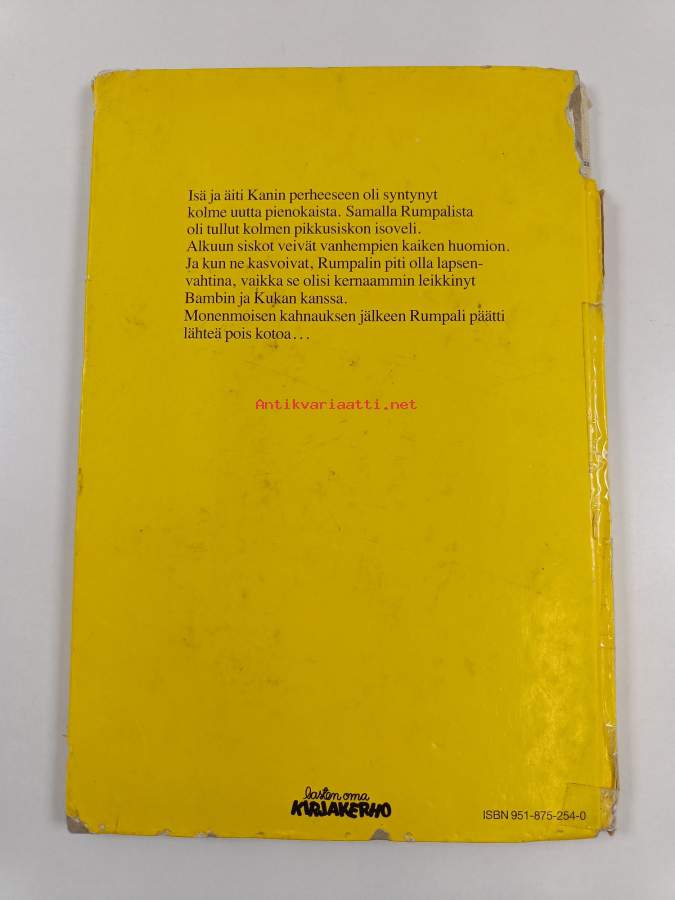 Isä ja äiti Kanin perheeseen oli syntynyt
kolme uutta pienokaista. Samalla Rumpalista
oli tullut kolmen pikkusiskon isoveli.
Alkuun siskot veivät vanhempien kaiken huomion.
Ja kun ne kasvoivat, Rumpalin piti olla lapsen-
vahtina, vaikka se olisi kernaammin leikkinyt
Bambin ja Kukan kanssa.
Monenmoisen kahnauksen jälkeen Rumpali päätti
lähteä pois kotoa...
Antikvariaatti.net
lasten oma
KIRJAKERHO
ISBN 951-875-254-0